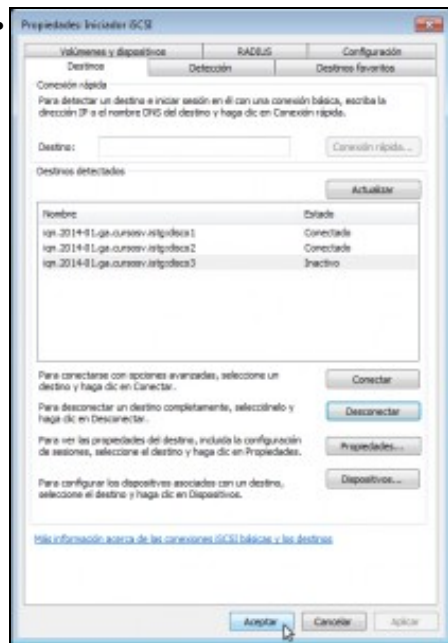 Propiedades: Iniciador iSCSI
Volúmenes y dispositivos RADIUS Configuración
Destinos Detección Destinos favoritos
Conexión rápida
Para detectar un destino e iniciar sesión en él con una conexión básica, escriba la
dirección IP o el nombre DNS del destino y haga clic en Conexión rápida.
Destino: Conexión rápida...
Destinos detectados
Actualizar
Nombre Estado
iqn.2014-01.ga.cursosv.istg:disco1 Conectado
iqn.2014-01.ga.cursosv.istg:disco2 Conectado
iqn.2014-01.ga.cursosv.istg:disco3 Inactivo
Para conectarse con opciones avanzadas, seleccione un
destino y haga clic en Conectar.
Conectar
Para desconectar un destino completamente, selecciónelo y
haga clic en Desconectar.
Desconectar
Para ver las propiedades del destino, incluida la configuración
de sesiones, seleccione el destino y haga clic en Propiedades.
Propiedades...
Para configurar los dispositivos asociados con un destino,
seleccione el destino y haga clic en Dispositivos.
Dispositivos...
Más información acerca de las conexiones iSCSI básicas y los destinos
Aceptar Cancelar Aplicar